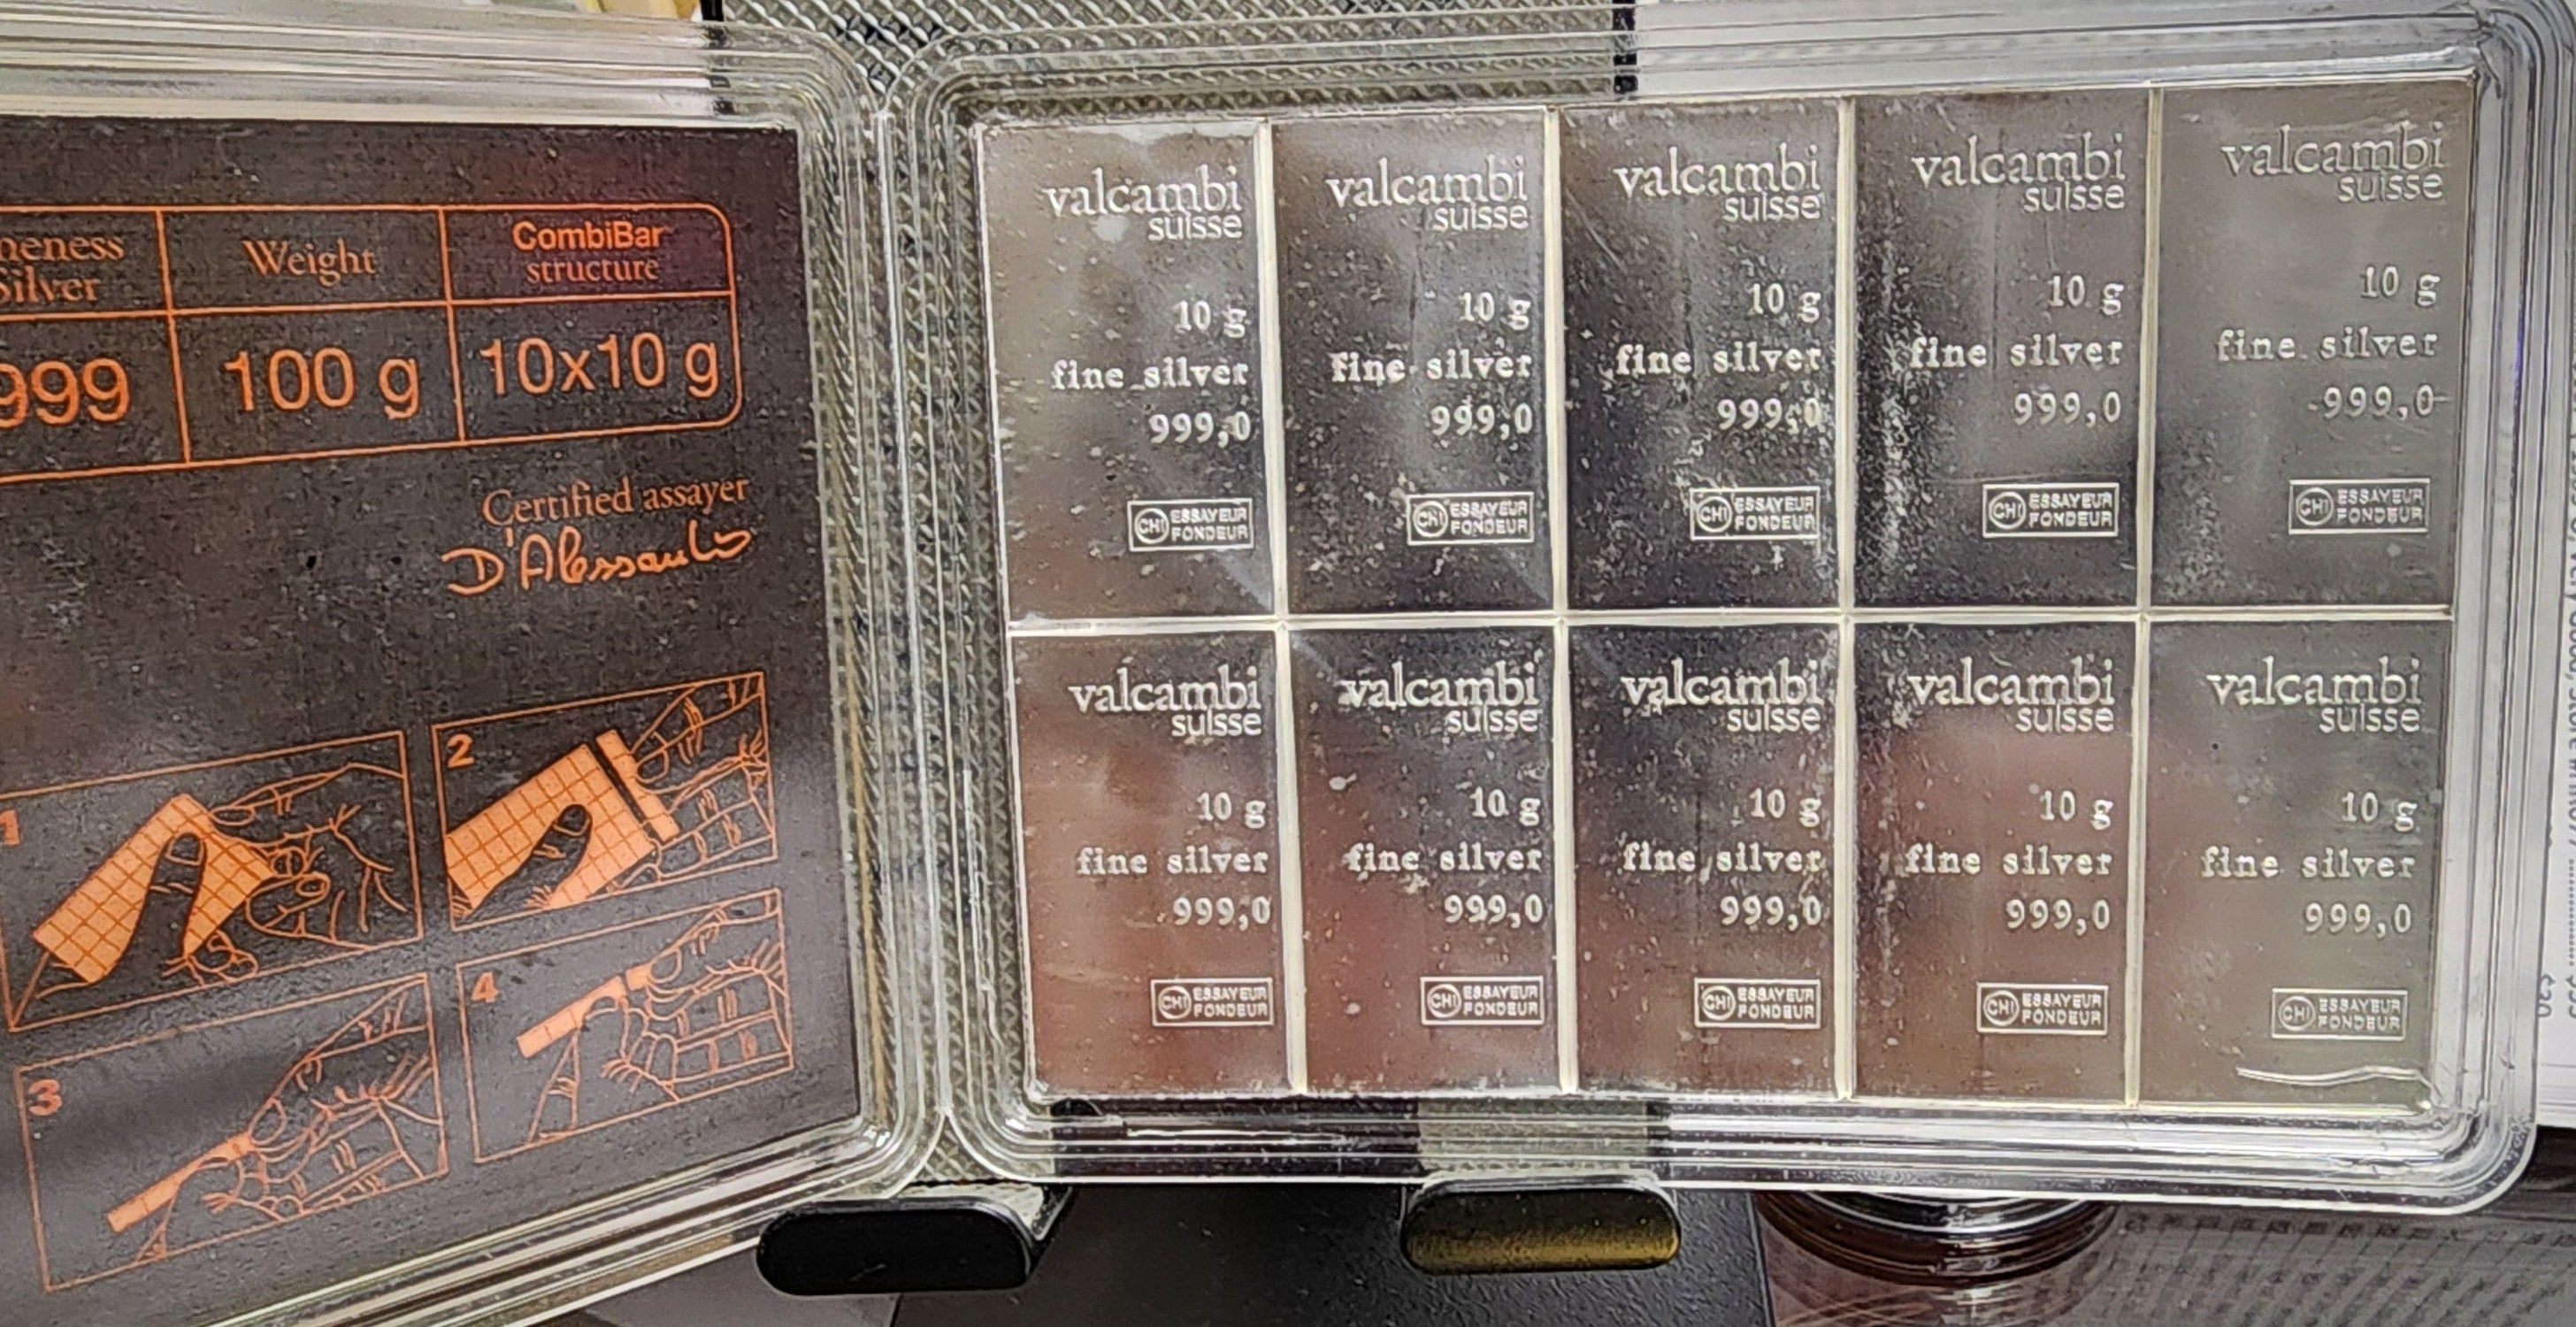 Silver
Weight
CombiBar
structure
999
100 g
10x10 g
Certified assayer
D'Alessandro
1
2
3
4
valcambi
suisse
10 g
fine silver
999,0
CHI ESSAYEUR
FONDEUR
valcambi
suisse
10 g
fine silver
999,0
CHI ESSAYEUR
FONDEUR
valcambi
suisse
10 g
fine silver
999,0
CHI ESSAYEUR
FONDEUR
valcambi
suisse
10 g
fine silver
999,0
CHI ESSAYEUR
FONDEUR
valcambi
suisse
10 g
fine silver
999,0
CHI ESSAYEUR
FONDEUR
valcambi
suisse
10 g
fine silver
999,0
CHI ESSAYEUR
FONDEUR
valcambi
suisse
10 g
fine silver
999,0
CHI ESSAYEUR
FONDEUR
valcambi
suisse
10 g
fine silver
999,0
CHI ESSAYEUR
FONDEUR
valcambi
suisse
10 g
fine silver
999,0
CHI ESSAYEUR
FONDEUR
valcambi
suisse
10 g
fine silver
999,0
CHI ESSAYEUR
FONDEUR